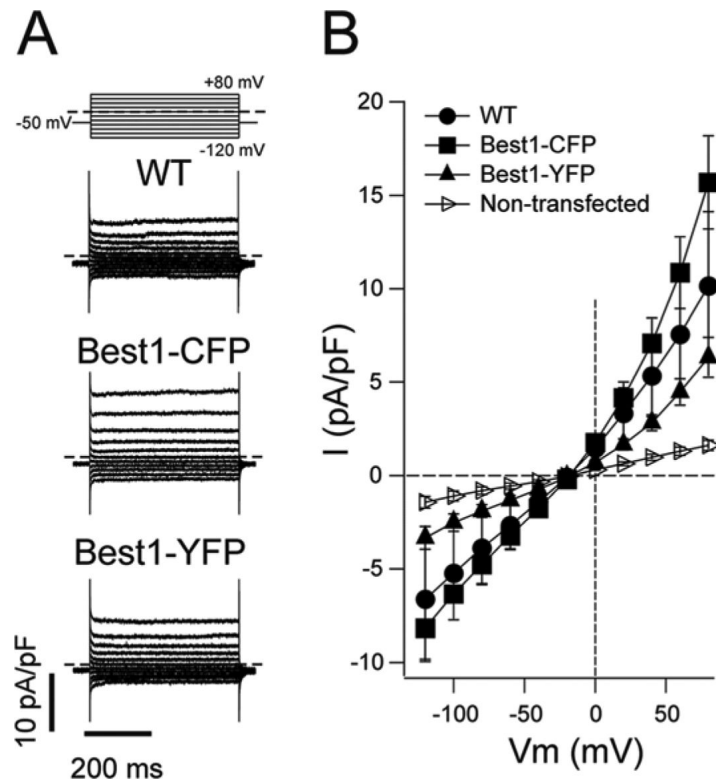 A
+80 mV
-50 mV
-120 mV
WT
Best1-CFP
Best1-YFP
10 pA/pF
200 ms
B
20
15
10
5
0
-5
-10
I (pA/pF)
WT
Best1-CFP
Best1-YFP
Non-transfected
-100
-50
0
50
Vm (mV)